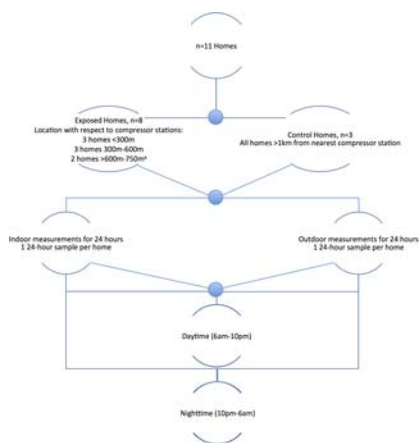 n=11 Homes
Exposed Homes, n=8
Location with respect to compressor stations:
3 homes <300m
3 homes 300m-600m
2 homes >600m-750mª
Control Homes, n=3
All homes >1km from nearest compressor station
Indoor measurements for 24 hours
1 24-hour sample per home
Outdoor measurements for 24 hours
1 24-hour sample per home
Daytime (6am-10pm)
Nighttime (10pm-6am)